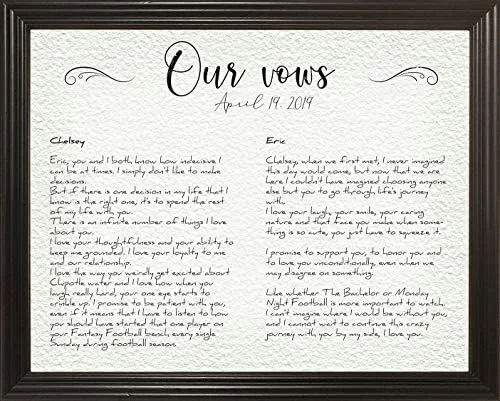 Our vows
April 19. 2019
Chelsey
Eric, you and I both know how indecisive I
can be at times. I simply don't like to make
decisions.
But if there is one decision in my life that I
know is the right one, it's to spend the rest
of my life with you.
There is an infinite number of things I love
about you.
I love your thoughtfulness and your ability to
keep me grounded. I love your loyalty to me
and our relationship.
I love the way you weirdly get excited about
Chipotle water and I love how when you
laugh really hard, your one eye starts to
crinkle up. I promise to be patient with you,
even if it means that I have to listen to how
you should have started that one player on
your Fantasy Football bench, every single
Sunday during football season.
Eric
Chelsey, when we first met, I never imagined
this day would come, but now that we are
here I couldn't have imagined choosing anyone
else but you to go through life's journey
with.
I love your laugh, your smile, your caring
nature and that face you make when some-
thing is so cute, you just have to squeeze it.
I promise to support you, to honor you and
to love you unconditionally, even when we
may disagree on something.
Like whether The Bachelor or Monday
Night Football is more important to watch.
I can't imagine where I would be without you,
and I cannot wait to continue this crazy
journey with you by my side, I love you.